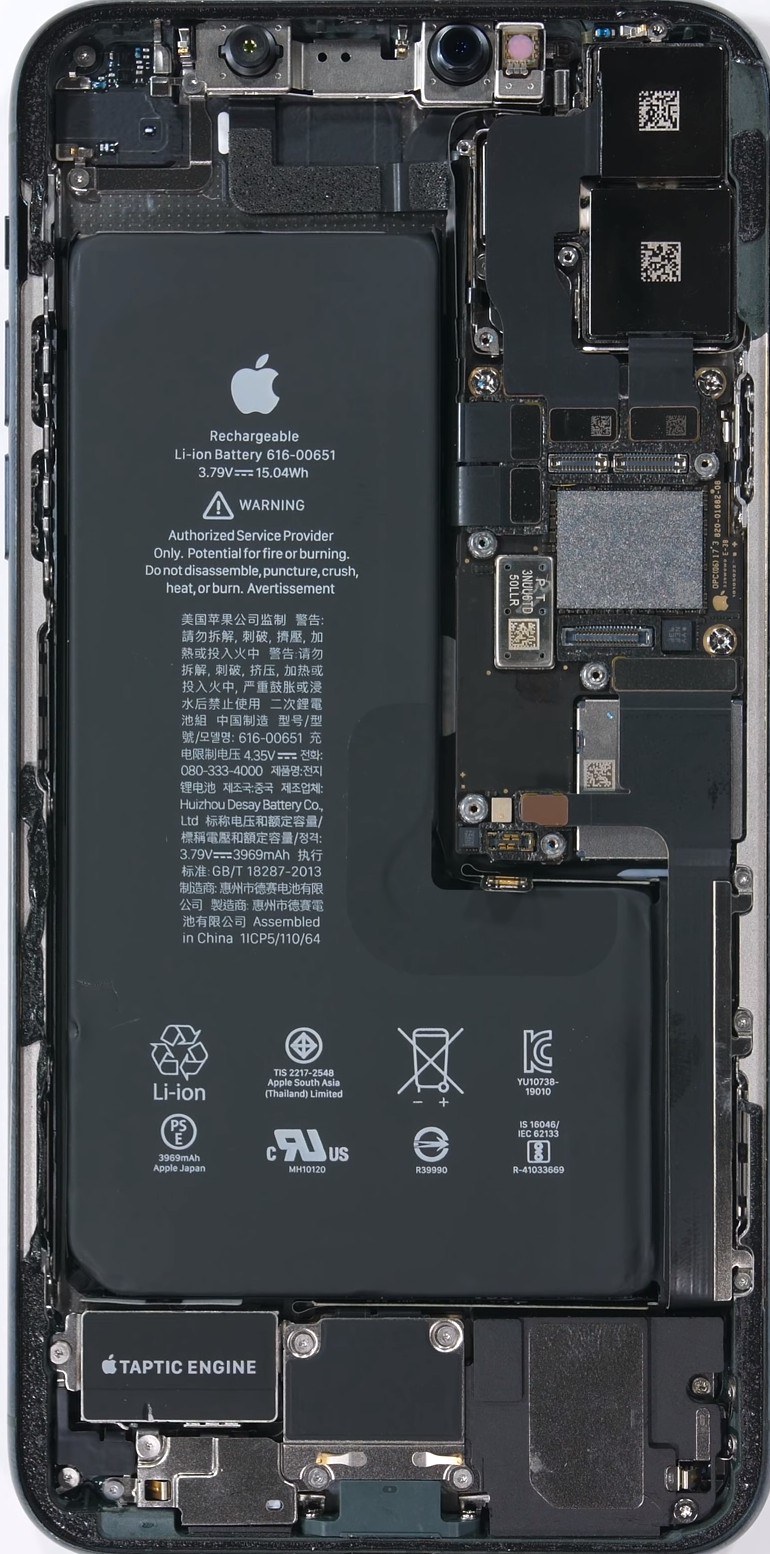 Rechargeable
Li-ion Battery 616-00651
3.79V⎓15.04Wh
WARNING
Authorized Service Provider
Only. Potential for fire or burning.
Do not disassemble, puncture, crush,
heat, or burn. Avertissement
美国苹果公司监制 警告:
請勿拆解, 刺破, 擠壓, 加
熱或投入火中 警告:请勿
拆解, 刺破, 挤压, 加热或
投入火中, 严重鼓胀或浸
水后禁止使用 二次鋰電
池組 中国制造 型号/型
號/모델명: 616-00651 充
电限制电压 4.35V⎓ 전화:
080-333-4000 제품명:전지
锂电池 제조국:중국 제조업체:
Huizhou Desay Battery Co.,
Ltd 标称电压和额定容量/
標稱電壓和額定容量/정격:
3.79V⎓3969mAh 执行
标准: GB/T 18287-2013
制造商: 惠州市德赛电池有限
公司 製造商: 惠州市德賽電
池有限公司 Assembled
in China 1ICP5/110/64
Li-ion
TIS 2217-2548
Apple South Asia
(Thailand) Limited
YU10738-
19010
PS
E
3969mAh
Apple Japan
c RU US
MH10120
R39990
IS 16046/
IEC 62133
R-41033669
820-01682-08
3NUU6TD
50LLR
TAPTIC ENGINE